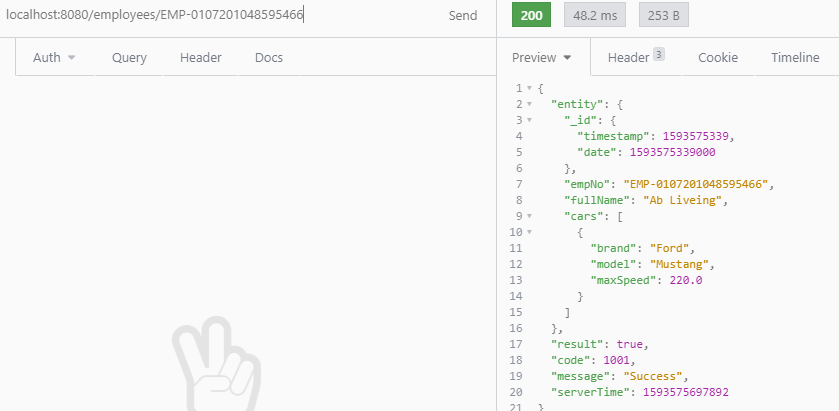 localhost:8080/employees/EMP-0107201048595466 Send 200 48.2 ms 253 B
Auth Query Header Docs Preview Header 3 Cookie Timeline
1 {
2 "entity": {
3 "_id": {
4 "timestamp": 1593575339,
5 "date": 1593575339000
6 },
7 "empNo": "EMP-0107201048595466",
8 "fullName": "Ab Liveing",
9 "cars": [
10 {
11 "brand": "Ford",
12 "model": "Mustang",
13 "maxSpeed": 220.0
14 }
15 ]
16 },
17 "result": true,
18 "code": 1001,
19 "message": "Success",
20 "serverTime": 1593575697892
21 }